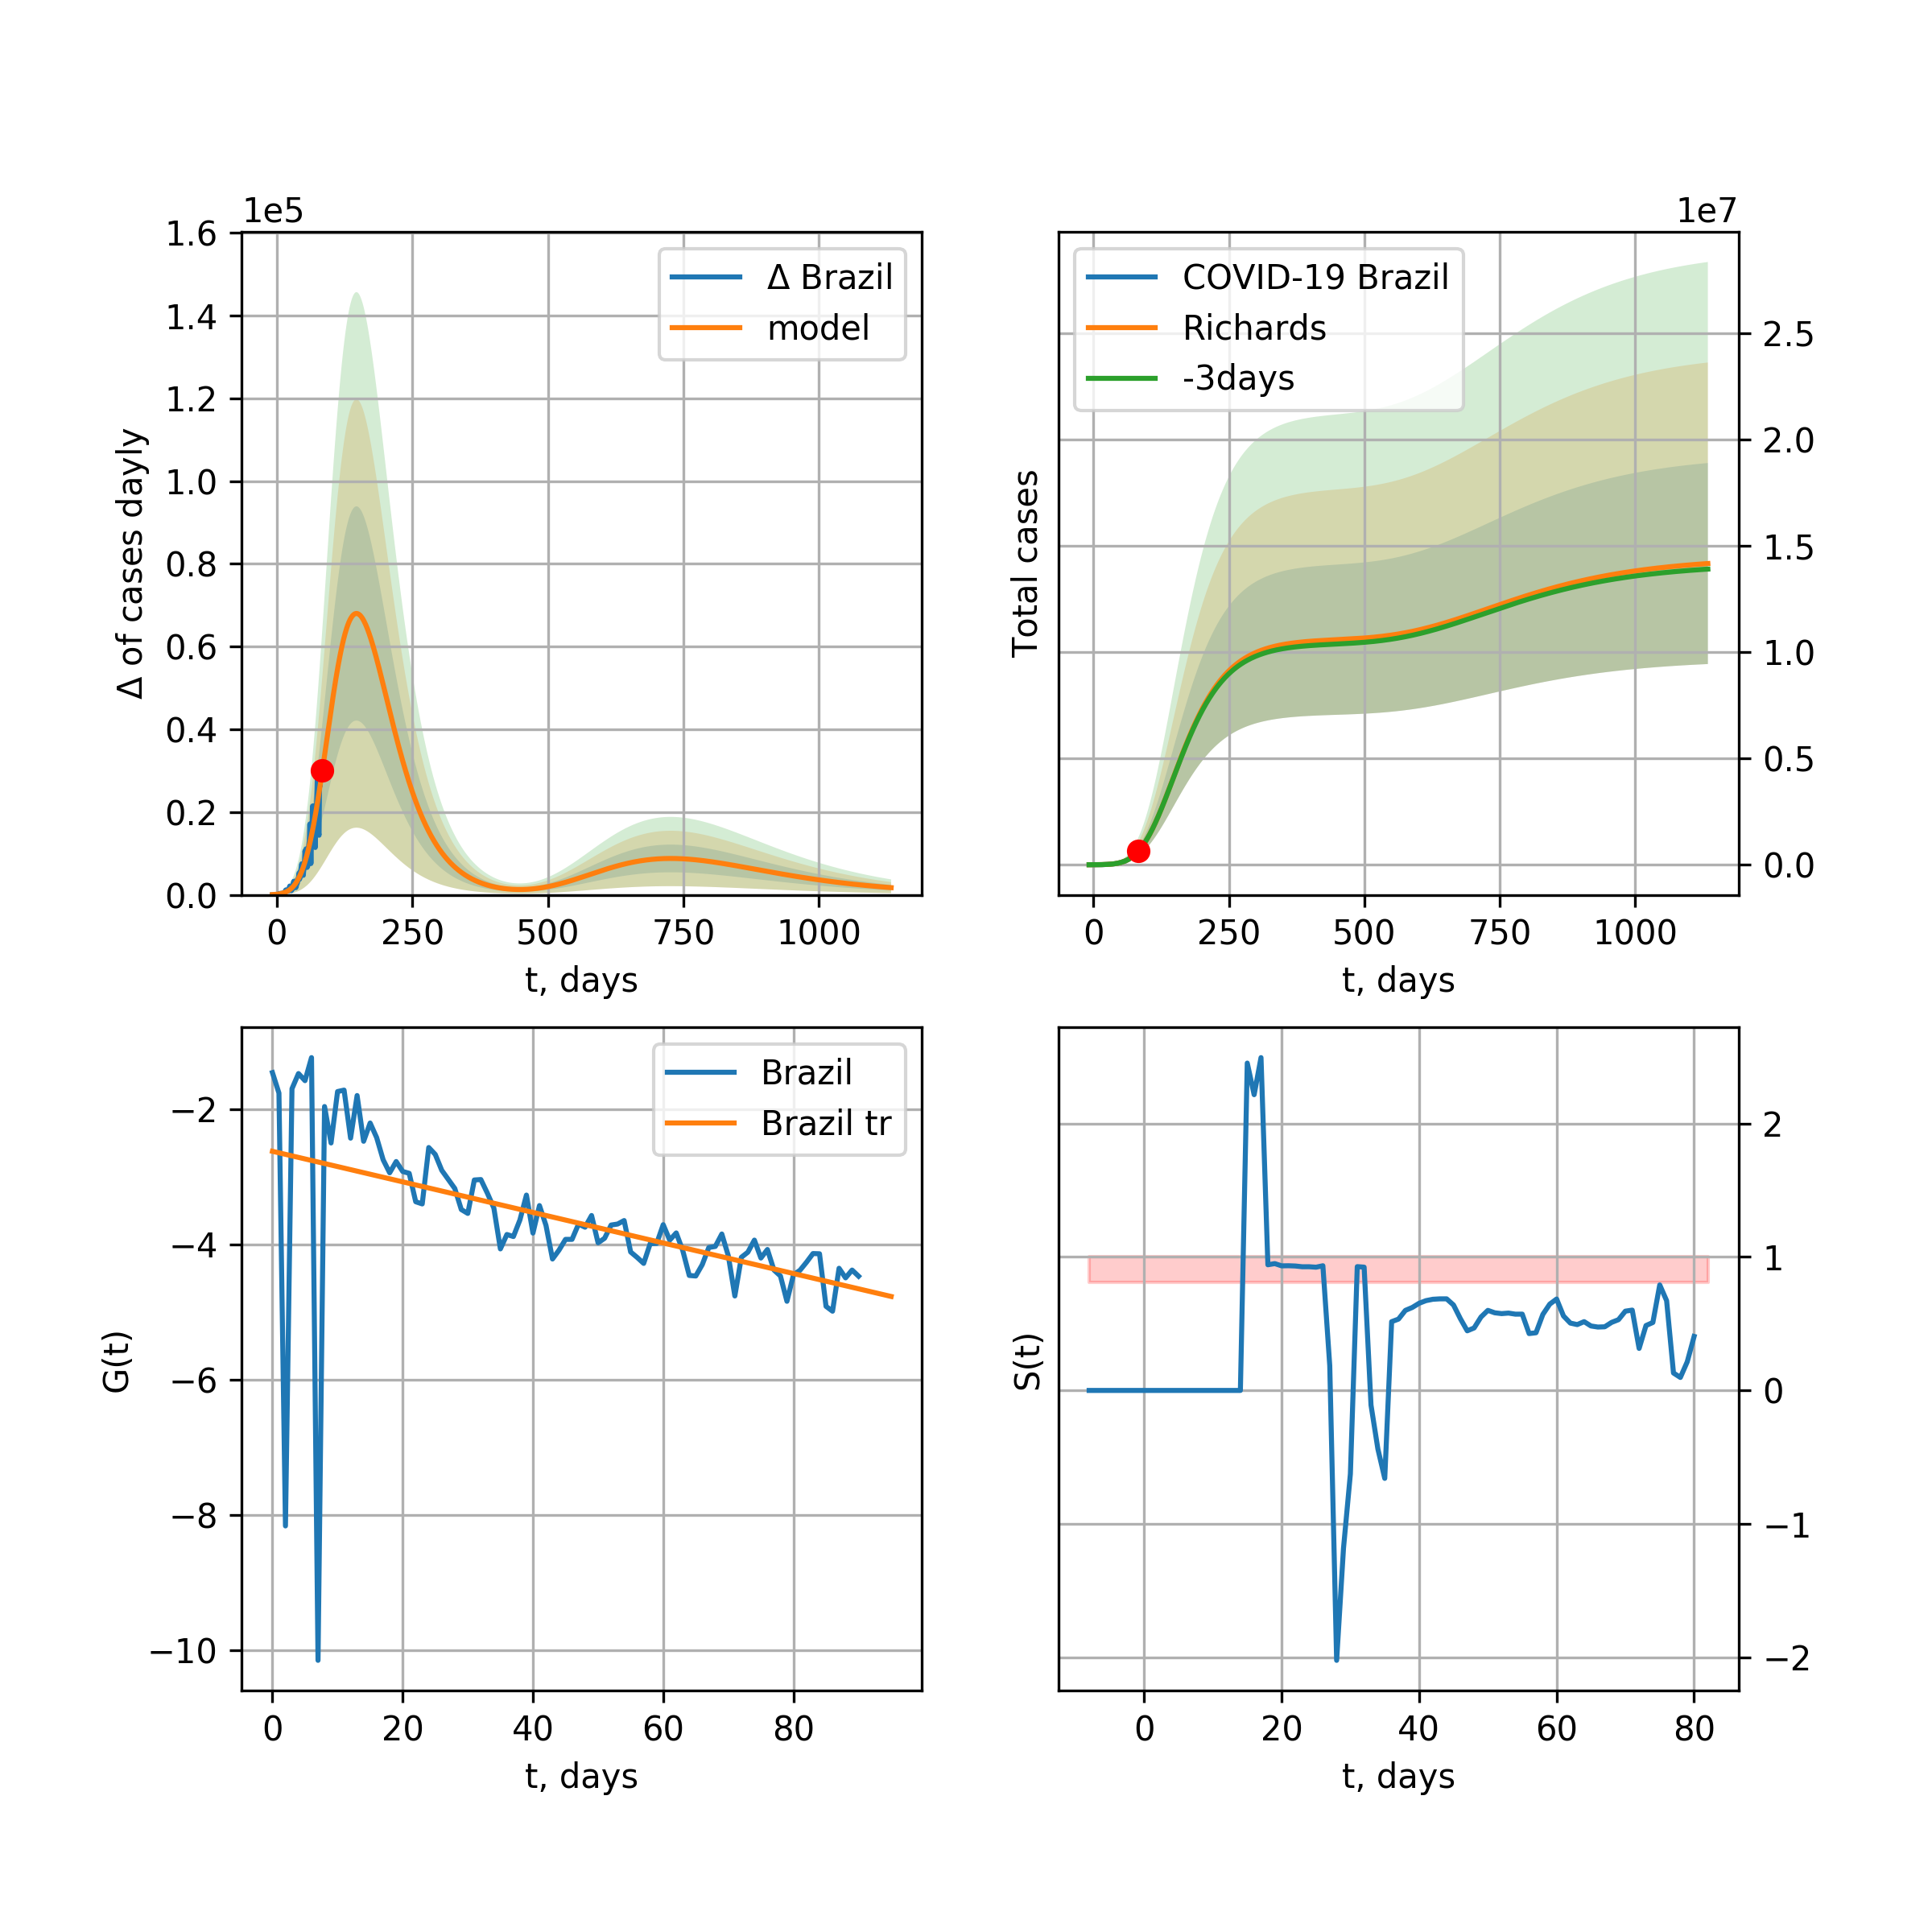 1e5
1.6
1.4
1.2
1.0
0.8
0.6
0.4
0.2
0.0
Δ of cases dayly
Δ Brazil
model
0 250 500 750 1000
t, days
1e7
COVID-19 Brazil
Richards
-3days
Total cases
2.5
2.0
1.5
1.0
0.5
0.0
0 250 500 750 1000
t, days
Brazil
Brazil tr
−2
−4
−6
−8
−10
G(t)
0 20 40 60 80
t, days
S(t)
2
1
0
−1
−2
0 20 40 60 80
t, days